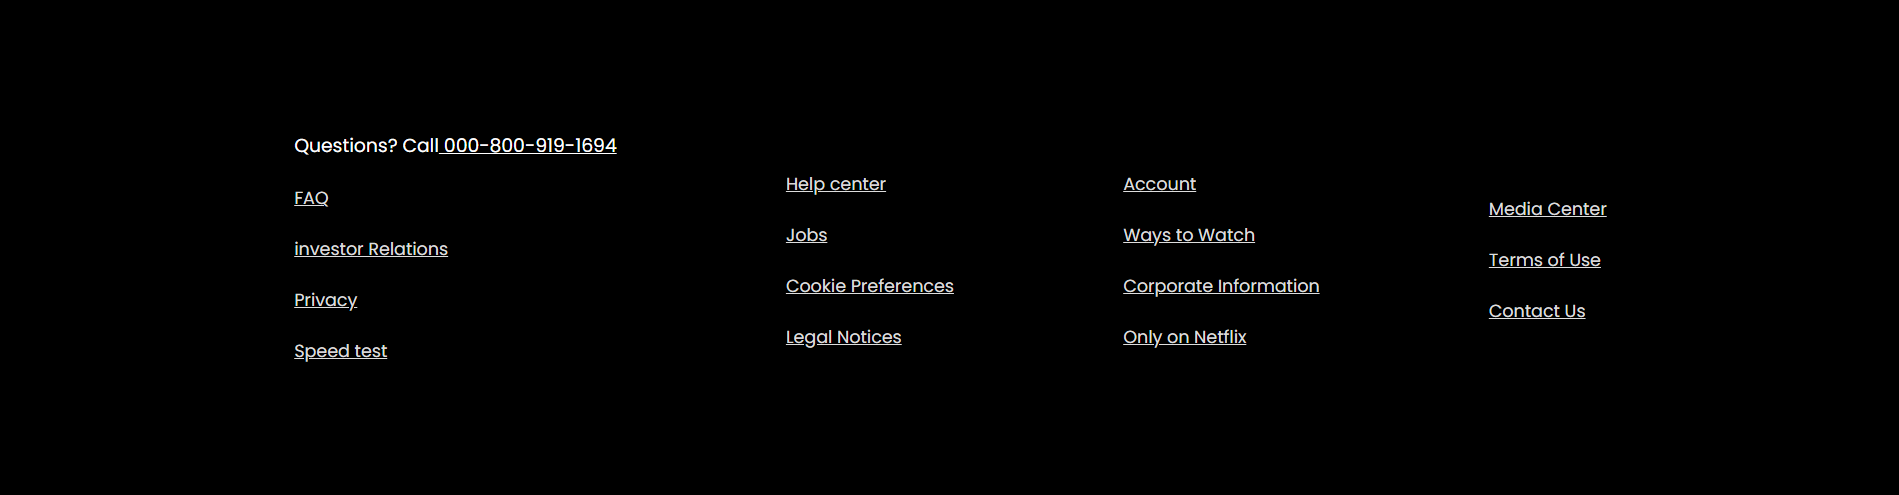 Questions? Call 000-800-919-1694
FAQ
investor Relations
Privacy
Speed test
Help center
Jobs
Cookie Preferences
Legal Notices
Account
Ways to Watch
Corporate Information
Only on Netflix
Media Center
Terms of Use
Contact Us